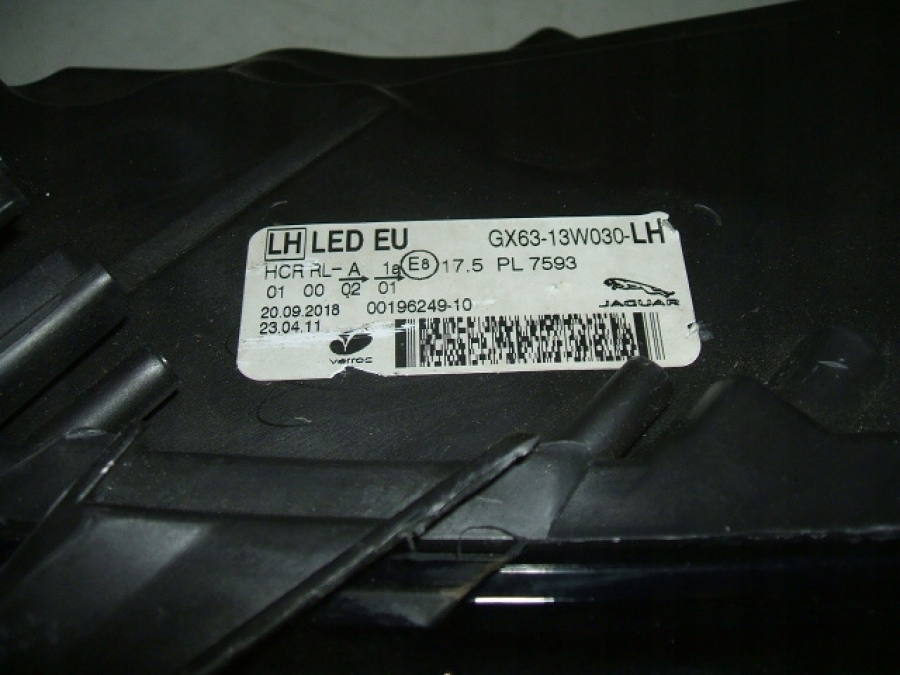 LH LED EU GX63-13W030-LH
HCR RL- A 1a E8 17.5 PL 7593
01 00 02 01
JAGUAR
20.09.2018 00196249-10
23.04.11
varroc